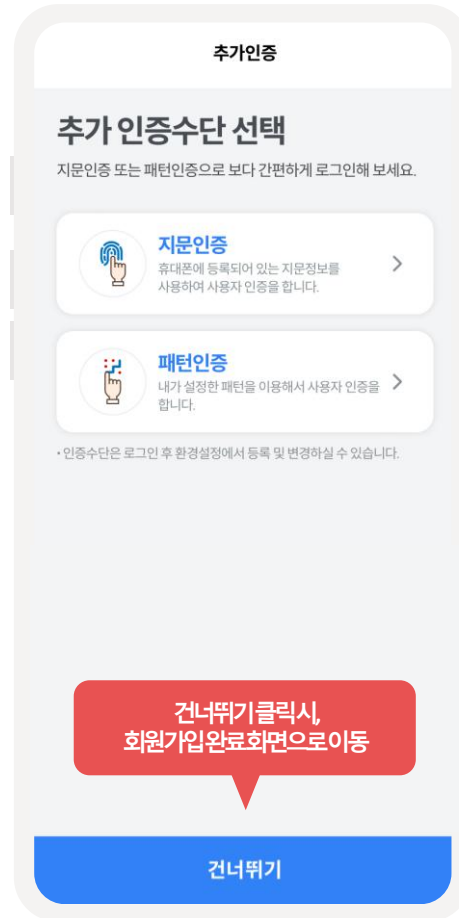 추가인증
추가 인증수단 선택
지문인증 또는 패턴인증으로 보다 간편하게 로그인해 보세요.
지문인증
휴대폰에 등록되어 있는 지문정보를
사용하여 사용자 인증을 합니다.
패턴인증
내가 설정한 패턴을 이용해서 사용자 인증을
합니다.
• 인증수단은 로그인 후 환경설정에서 등록 및 변경하실 수 있습니다.
건너뛰기 클릭시,
회원가입 완료 화면으로 이동
건너뛰기